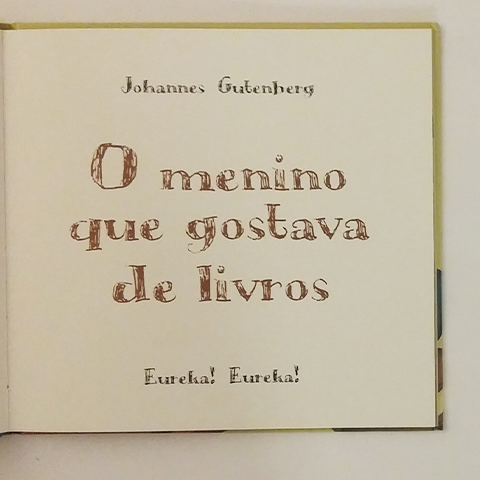 Johannes Gutenberg
O menino
que gostava
de livros
Eureka! Eureka!